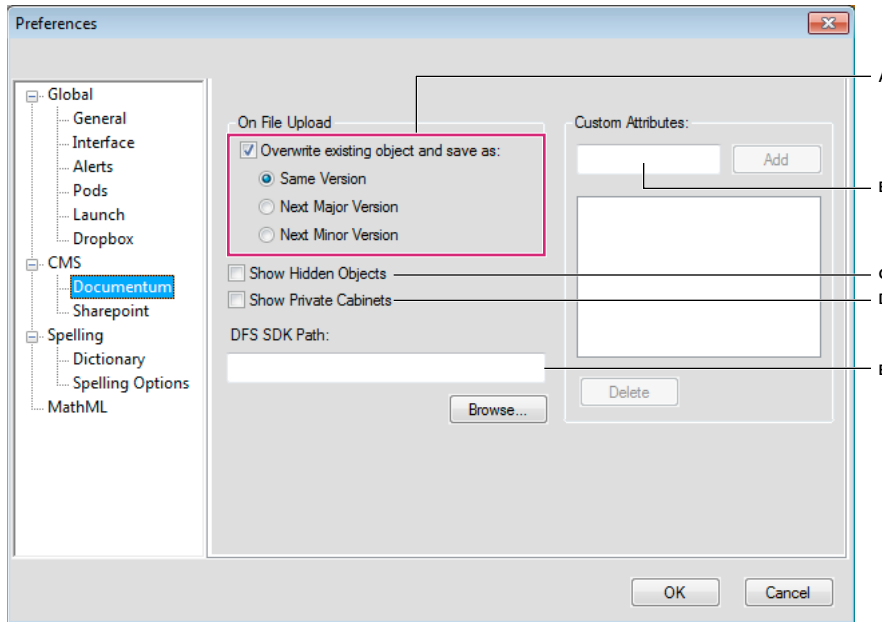 Preferences
Global
General
Interface
Alerts
Pods
Launch
Dropbox
CMS
Documentum
Sharepoint
Spelling
Dictionary
Spelling Options
MathML
On File Upload
Overwrite existing object and save as:
Same Version
Next Major Version
Next Minor Version
Show Hidden Objects
Show Private Cabinets
DFS SDK Path:
Browse...
Custom Attributes:
Add
Delete
OK
Cancel